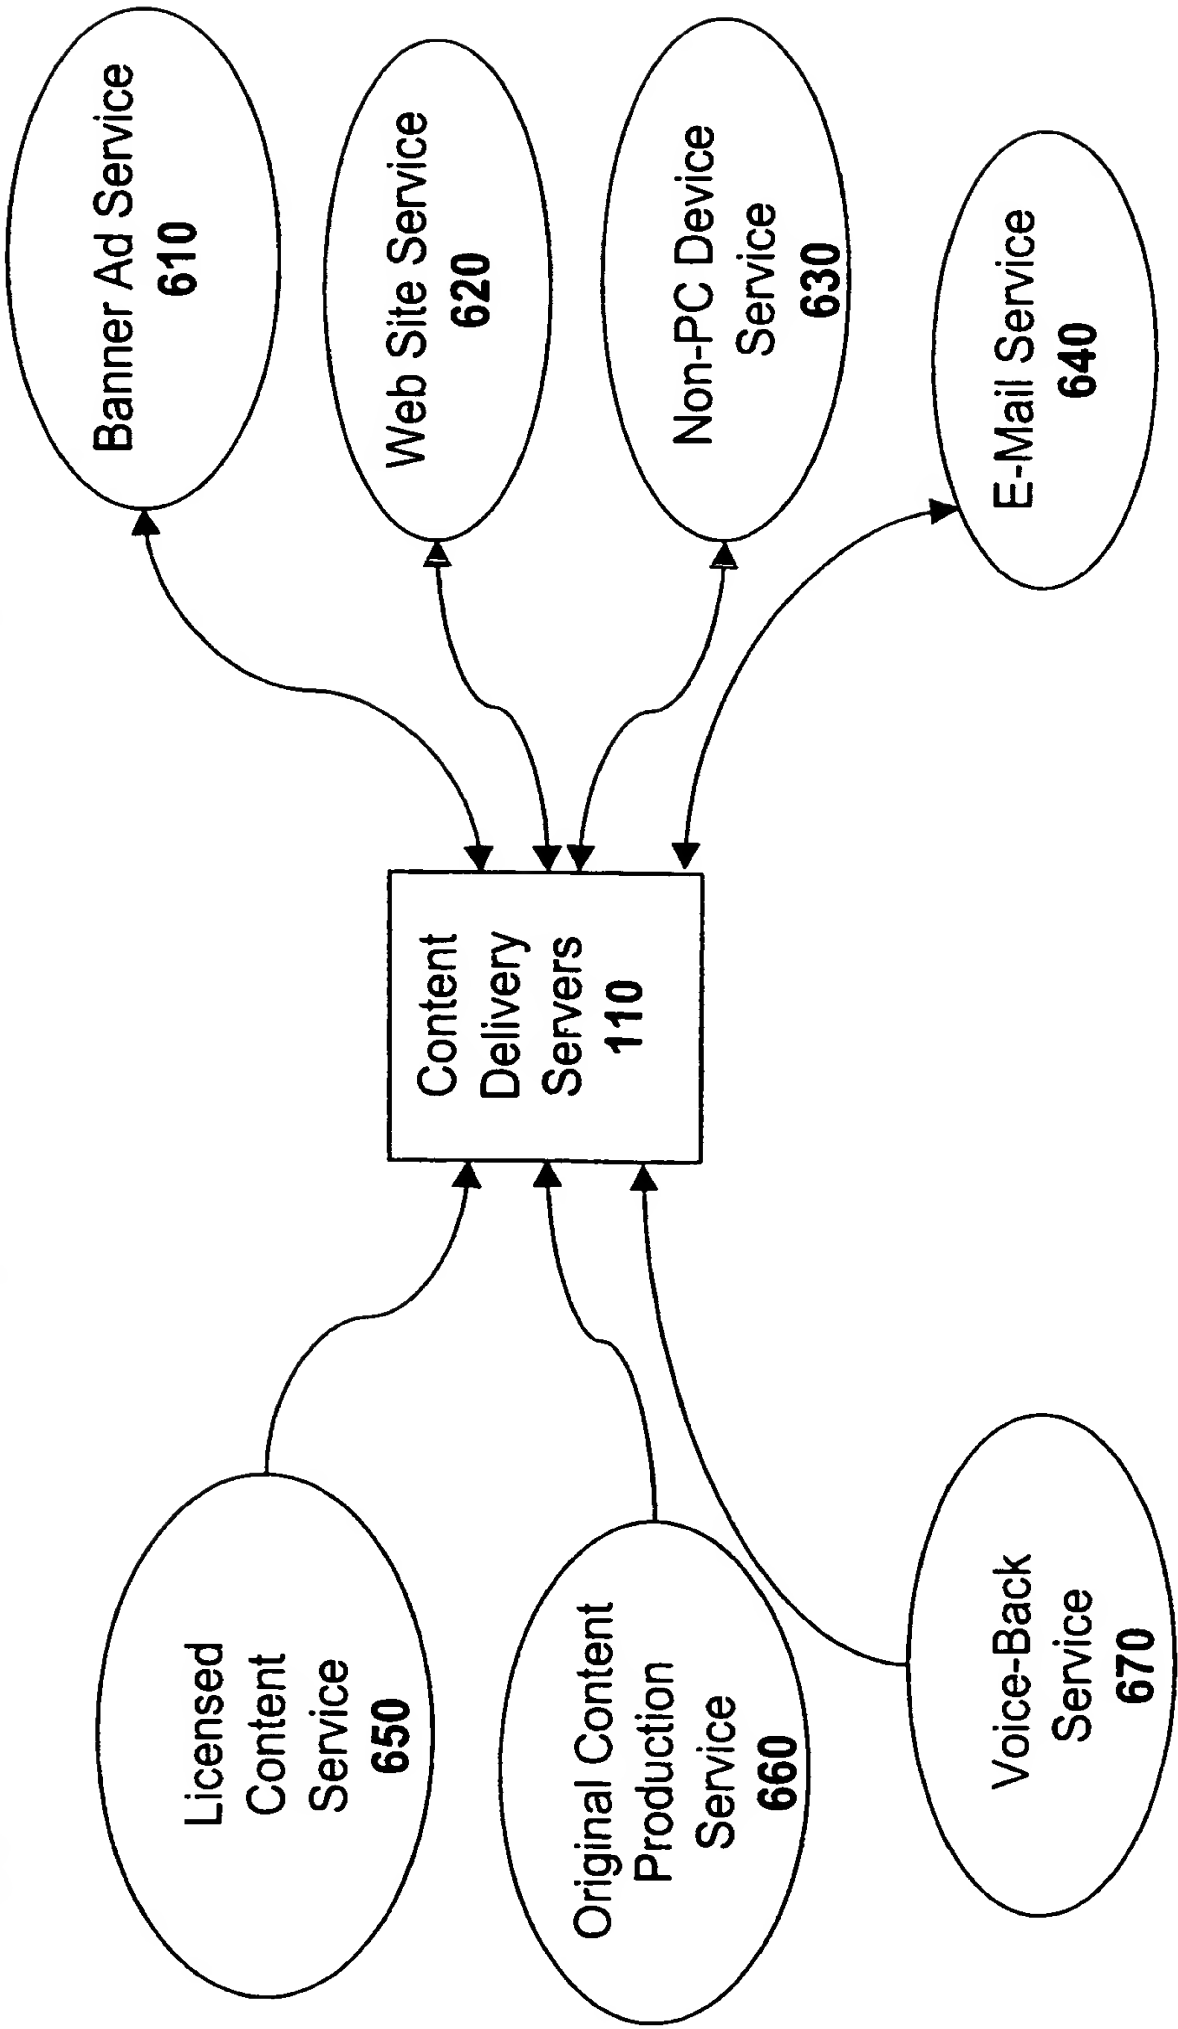 Licensed
Content
Service
650
Original Content
Production
Service
660
Voice-Back
Service
670
Content
Delivery
Servers
110
Banner Ad Service
610
Web Site Service
620
Non-PC Device
Service
630
E-Mail Service
640